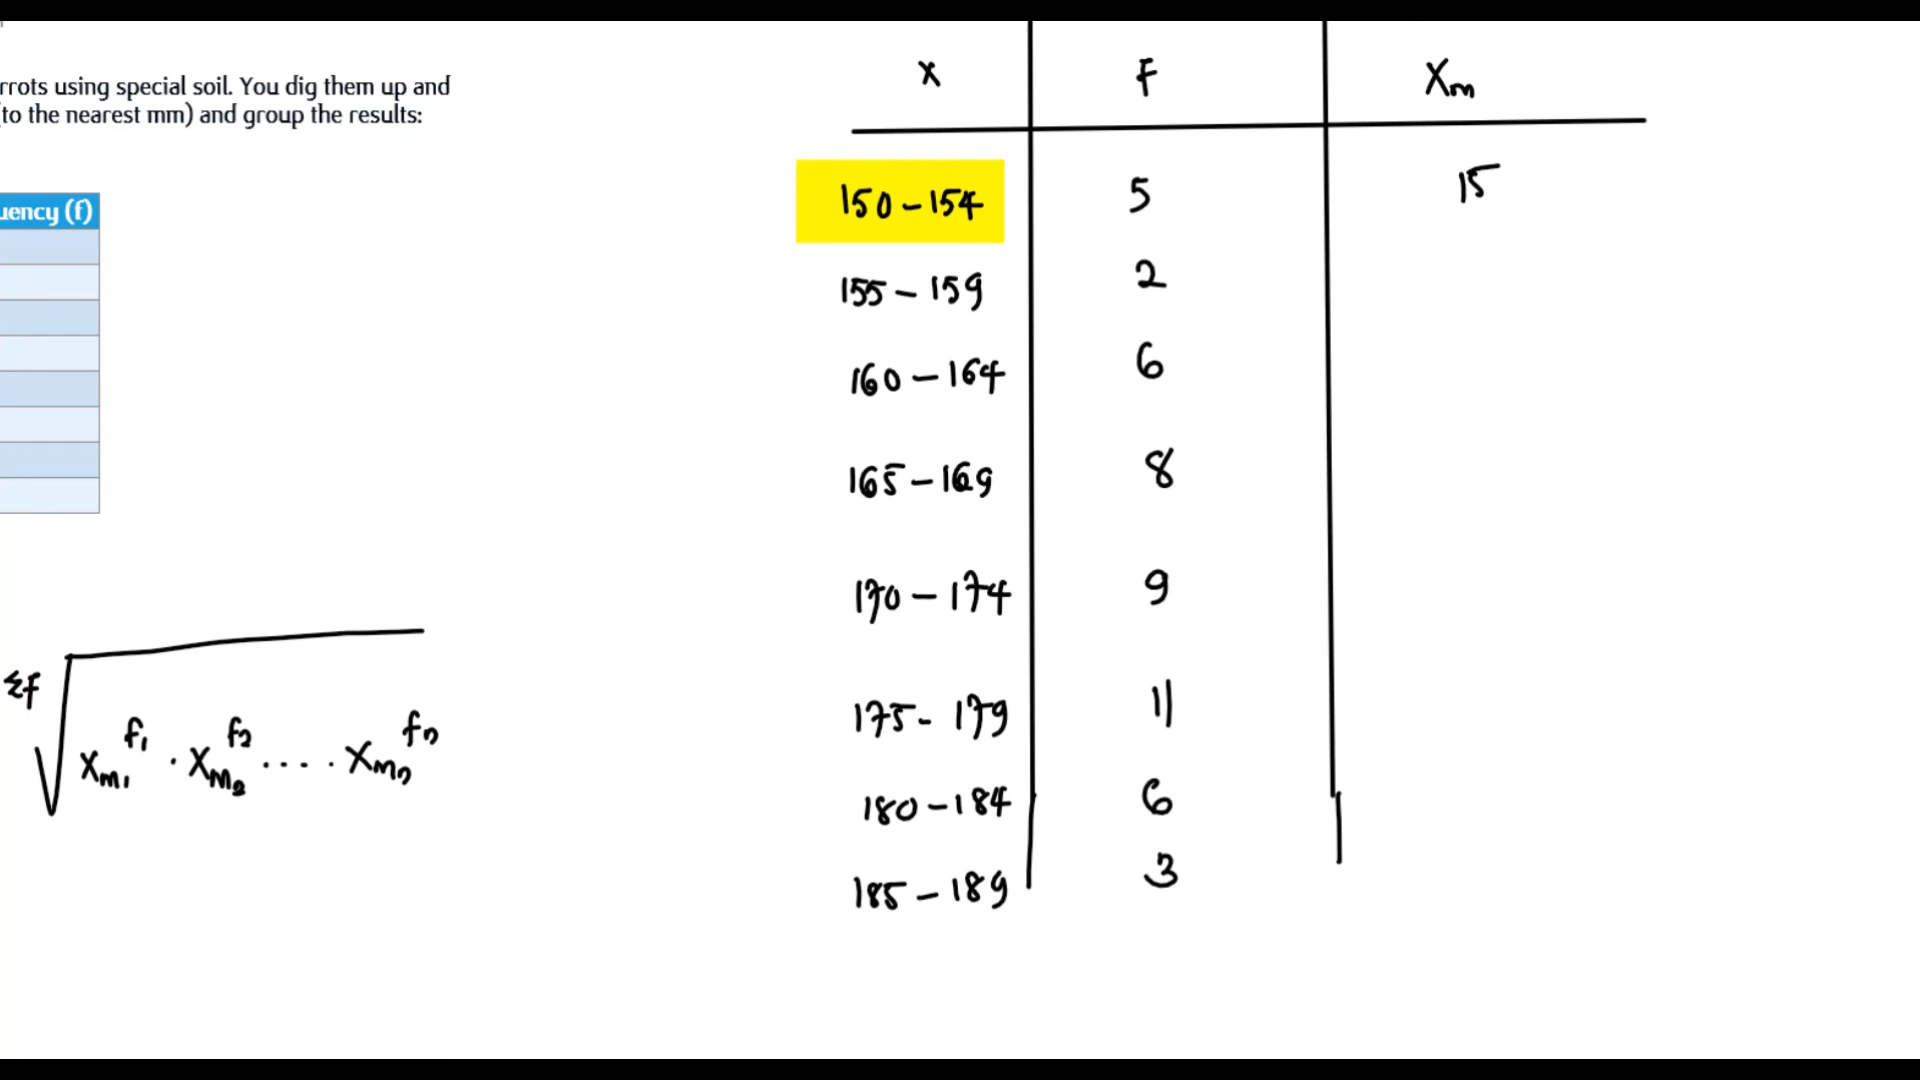 rrots using special soil. You dig them up and
to the nearest mm) and group the results:
uency (f)
x F Xm
150-154 5 15
155-159 2
160-164 6
165-169 8
170-174 9
175-179 11
180-184 6
185-189 3
Σf √ Xm₁^f₁ · Xm₂^f₂ .... · Xmₙ^fₙ